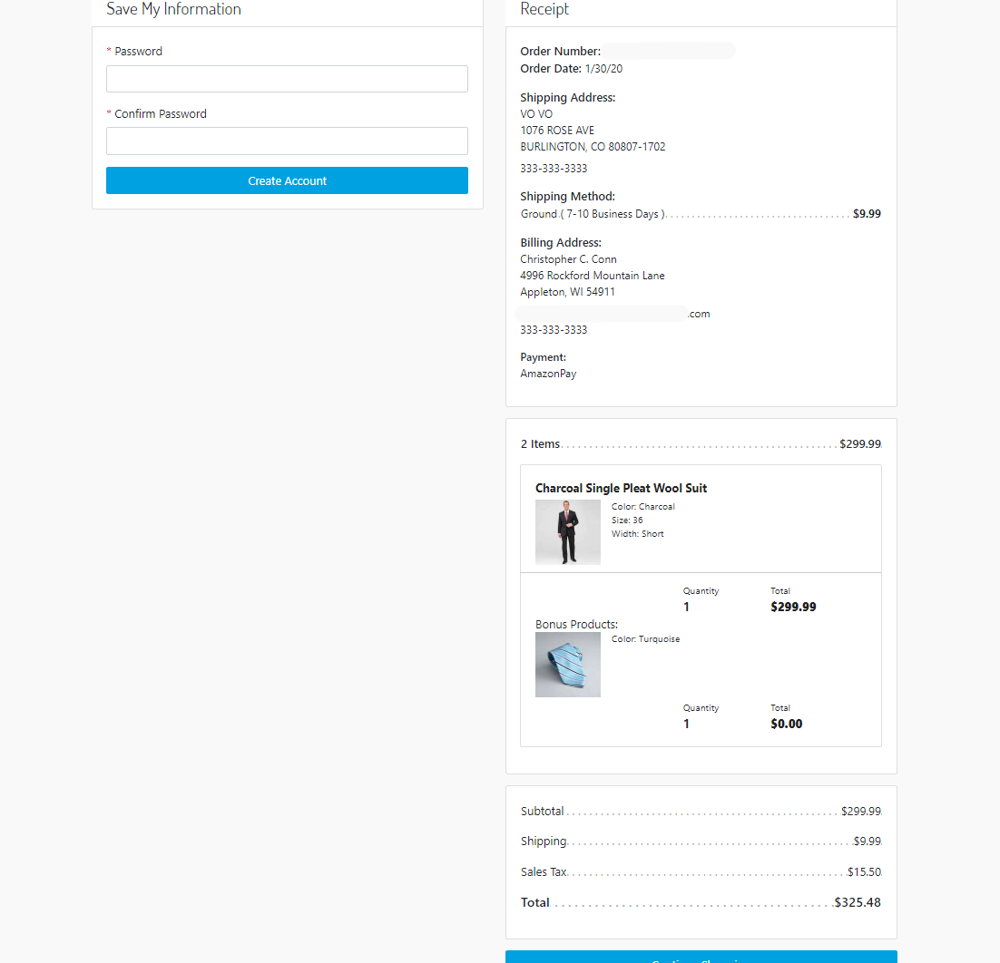 Save My Information
* Password
* Confirm Password
Create Account
Receipt
Order Number:
Order Date: 1/30/20
Shipping Address:
VO VO
1076 ROSE AVE
BURLINGTON, CO 80807-1702
333-333-3333
Shipping Method:
Ground ( 7-10 Business Days ) $9.99
Billing Address:
Christopher C. Conn
4996 Rockford Mountain Lane
Appleton, WI 54911
.com
333-333-3333
Payment:
AmazonPay
2 Items $299.99
Charcoal Single Pleat Wool Suit
Color: Charcoal
Size: 36
Width: Short
Quantity Total
1 $299.99
Bonus Products:
Color: Turquoise
Quantity Total
1 $0.00
Subtotal $299.99
Shipping $9.99
Sales Tax $15.50
Total $325.48